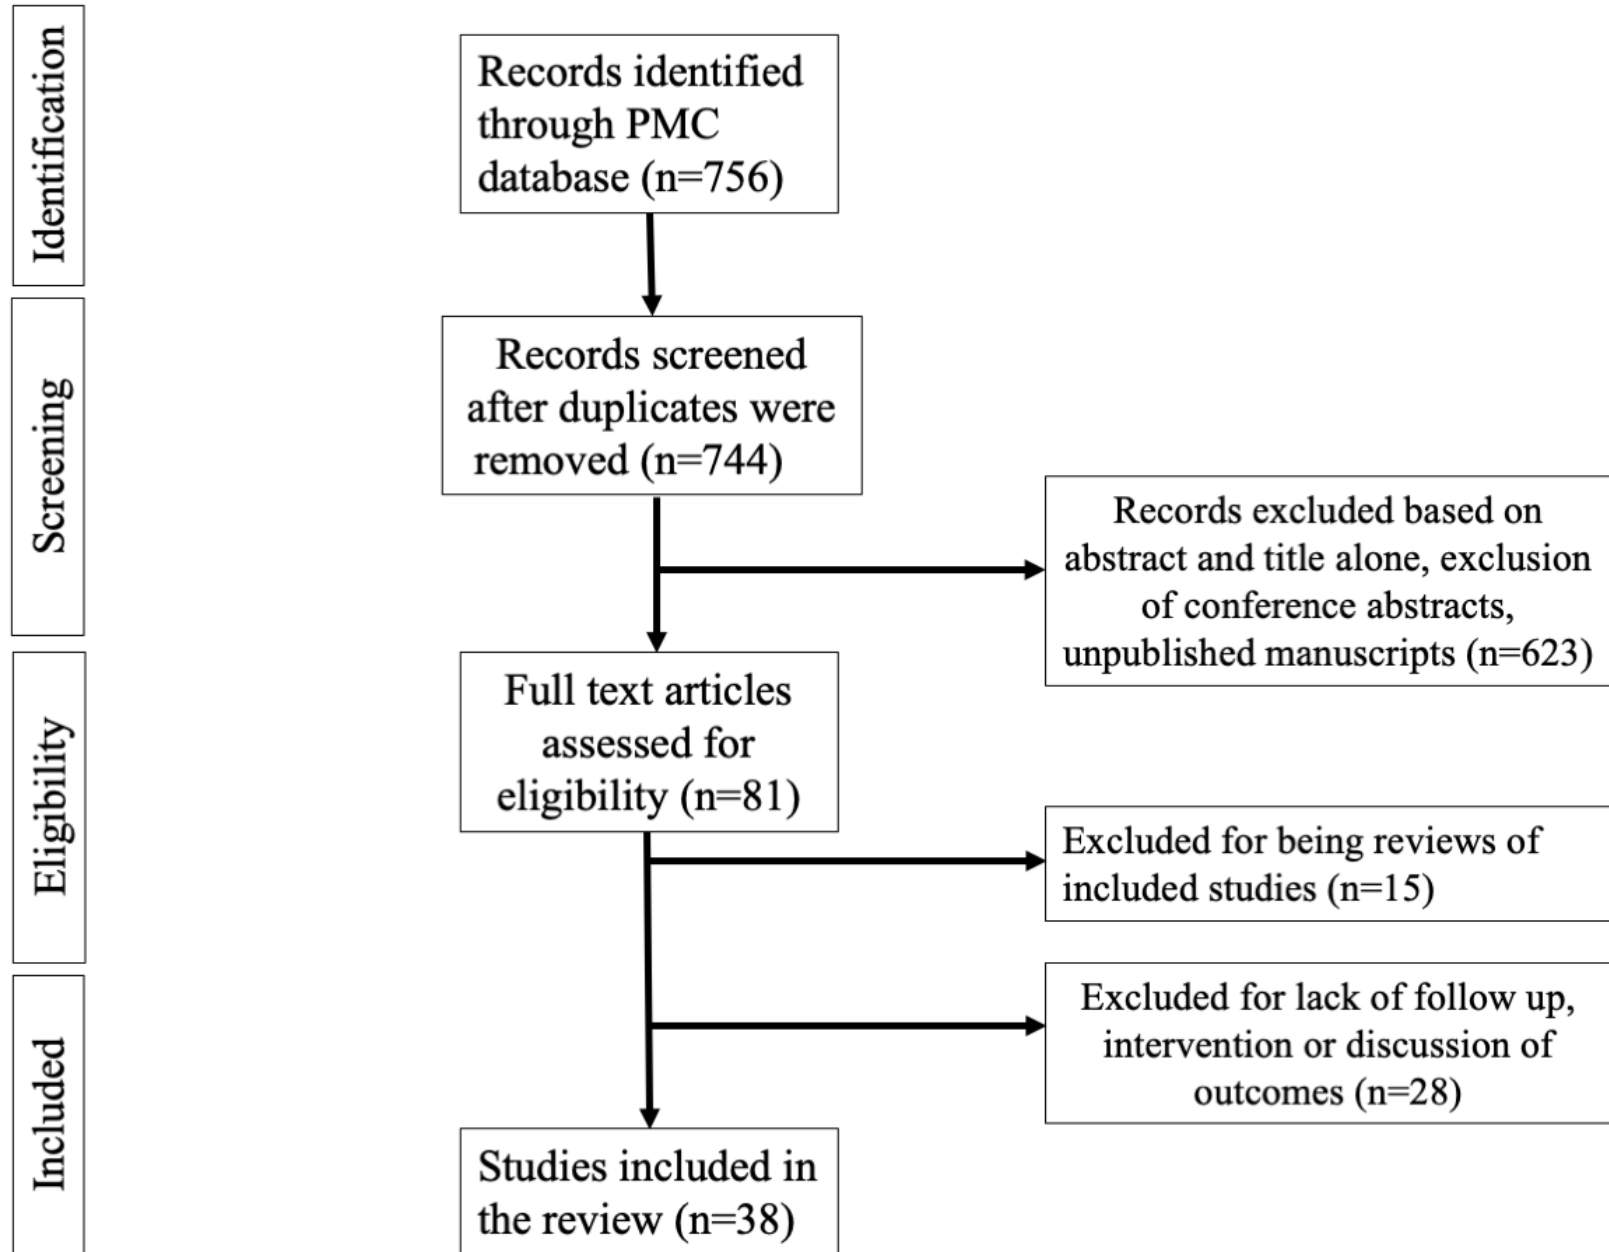 Identification
Records identified
through PMC
database (n=756)
Screening
Records screened
after duplicates were
removed (n=744)
Records excluded based on
abstract and title alone, exclusion
of conference abstracts,
unpublished manuscripts (n=623)
Eligibility
Full text articles
assessed for
eligibility (n=81)
Excluded for being reviews of
included studies (n=15)
Excluded for lack of follow up,
intervention or discussion of
outcomes (n=28)
Included
Studies included in
the review (n=38)